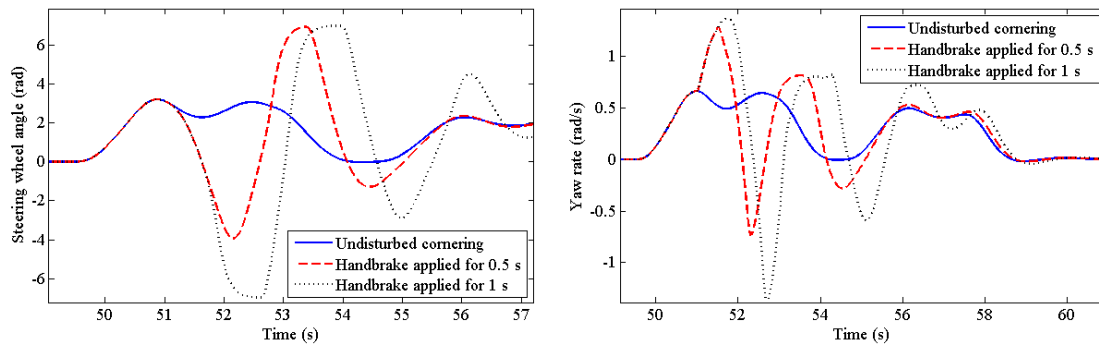 6
4
2
0
-2
-4
-6
Steering wheel angle (rad)
Undisturbed cornering
Handbrake applied for 0.5 s
Handbrake applied for 1 s
50 51 52 53 54 55 56 57
Time (s)
1
0.5
0
-0.5
-1
Yaw rate (rad/s)
Undisturbed cornering
Handbrake applied for 0.5 s
Handbrake applied for 1 s
50 52 54 56 58 60
Time (s)